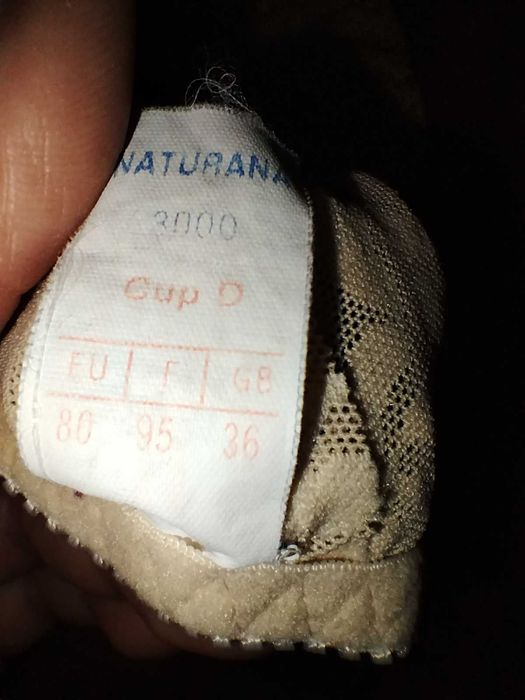 NATURANA
3000
Cup D
EU F GB
80 95 36